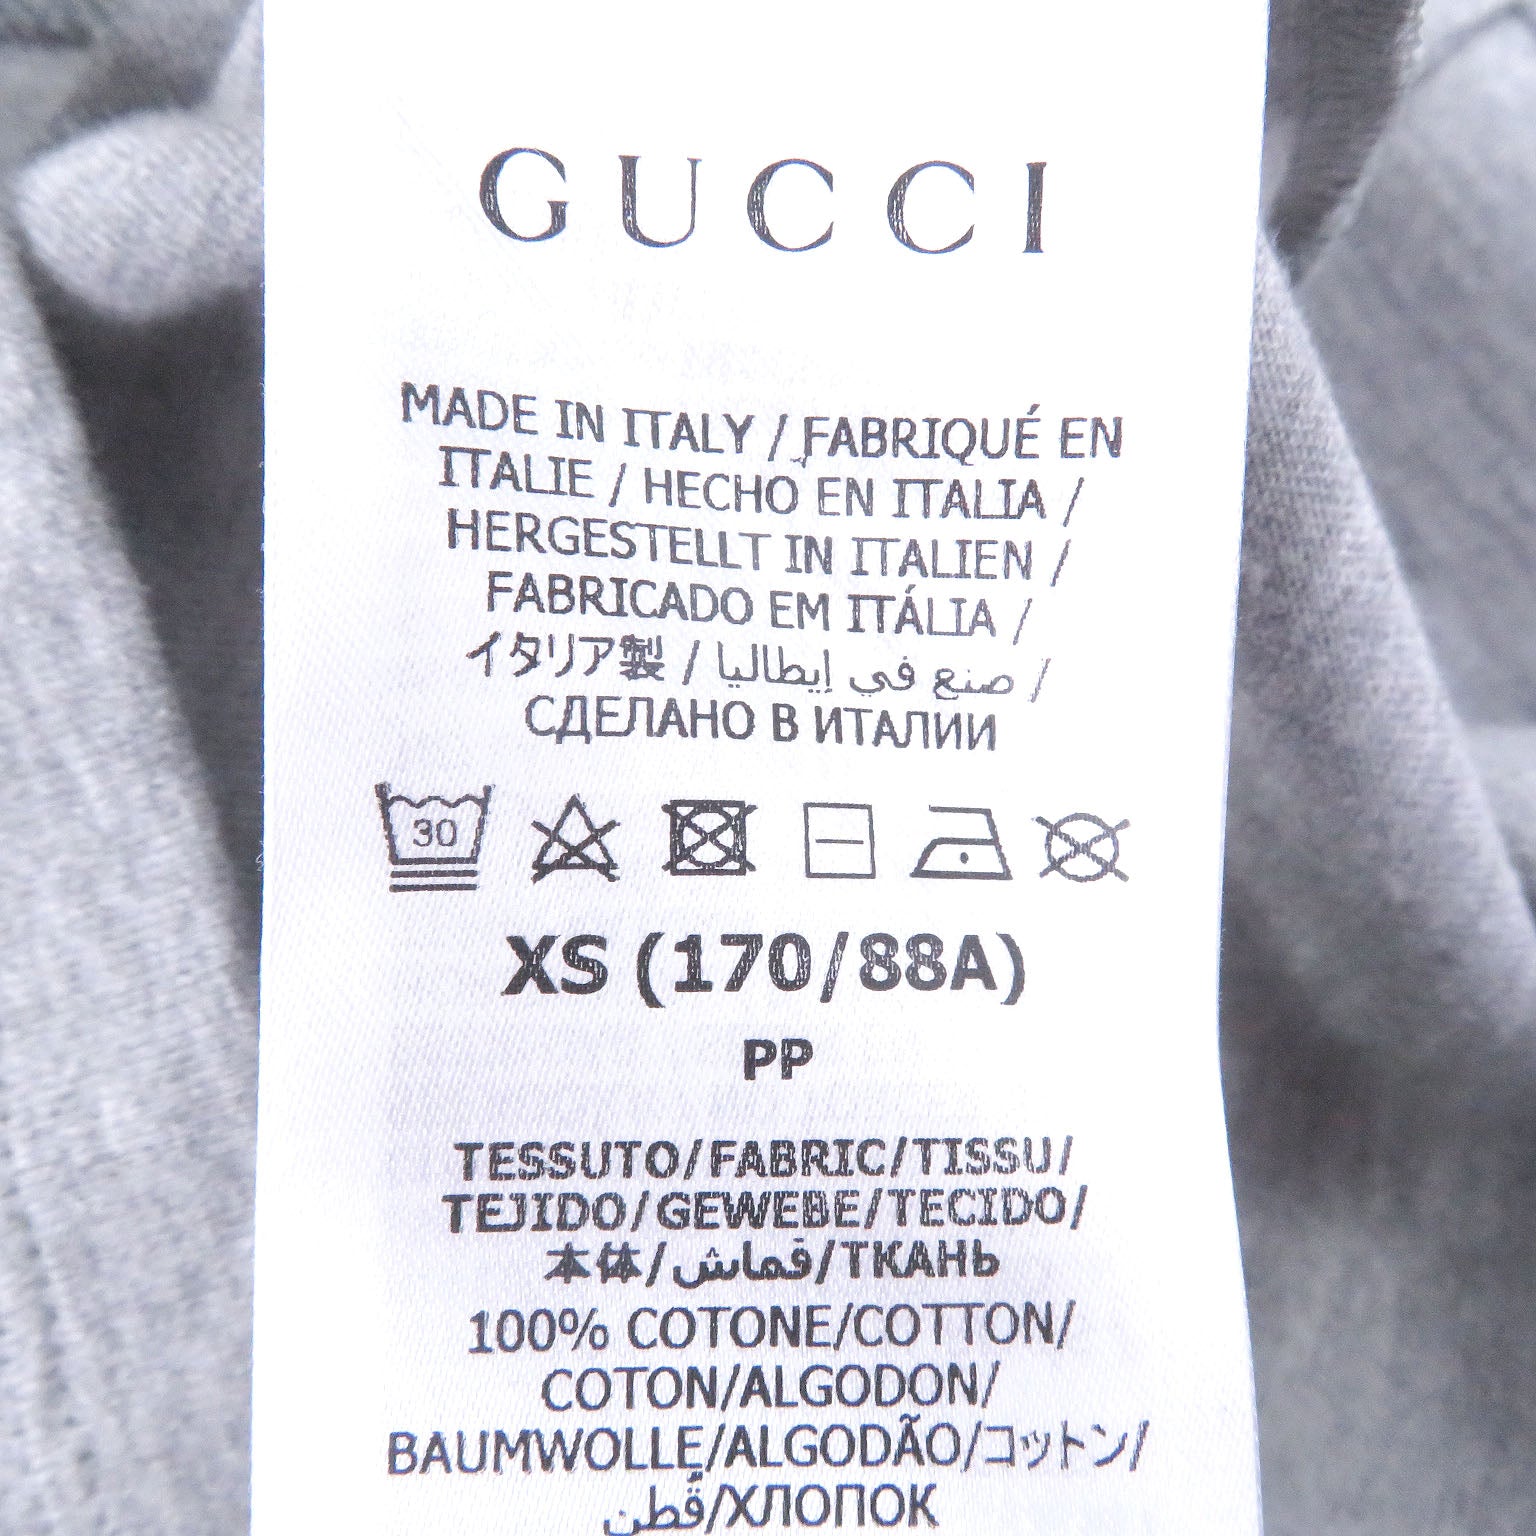 GUCCI
MADE IN ITALY / FABRIQUÉ EN
ITALIE / HECHO EN ITALIA /
HERGESTELLT IN ITALIEN /
FABRICADO EM ITÁLIA /
イタリア製 / صنع في إيطاليا /
СДЕЛАНО В ИТАЛИИ
30
XS (170/88A)
PP
TESSUTO/FABRIC/TISSU/
TEJIDO/GEWEBE/TECIDO/
本体/قماش/ТКАНЬ
100% COTONE/COTTON/
COTON/ALGODON/
BAUMWOLLE/ALGODÃO/コットン/
قطن/ХЛОПОК